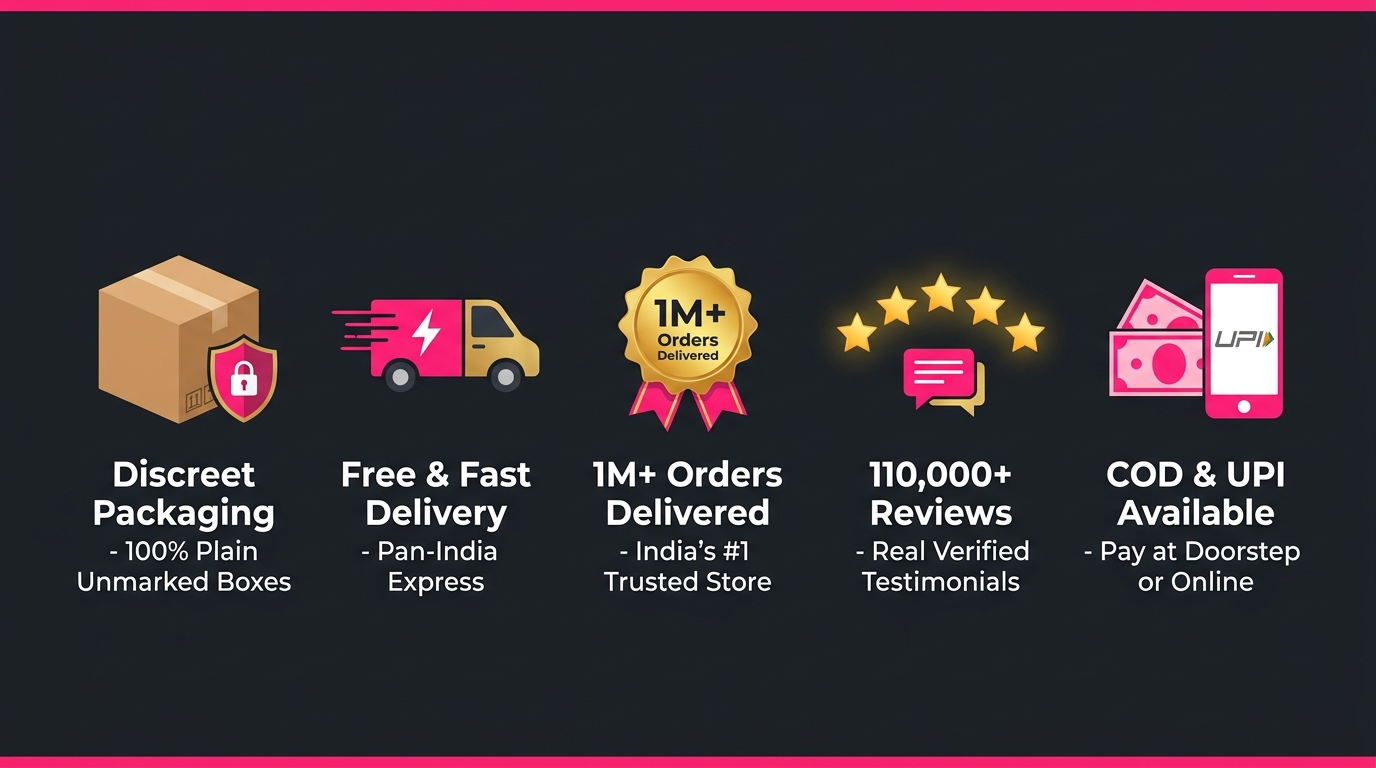 1M+
Orders
Delivered
UPI
Discreet
Packaging
- 100% Plain
Unmarked Boxes
Free & Fast
Delivery
- Pan-India
Express
1M+ Orders
Delivered
- India's #1
Trusted Store
110,000+
Reviews
- Real Verified
Testimonials
COD & UPI
Available
- Pay at Doorstep
or Online